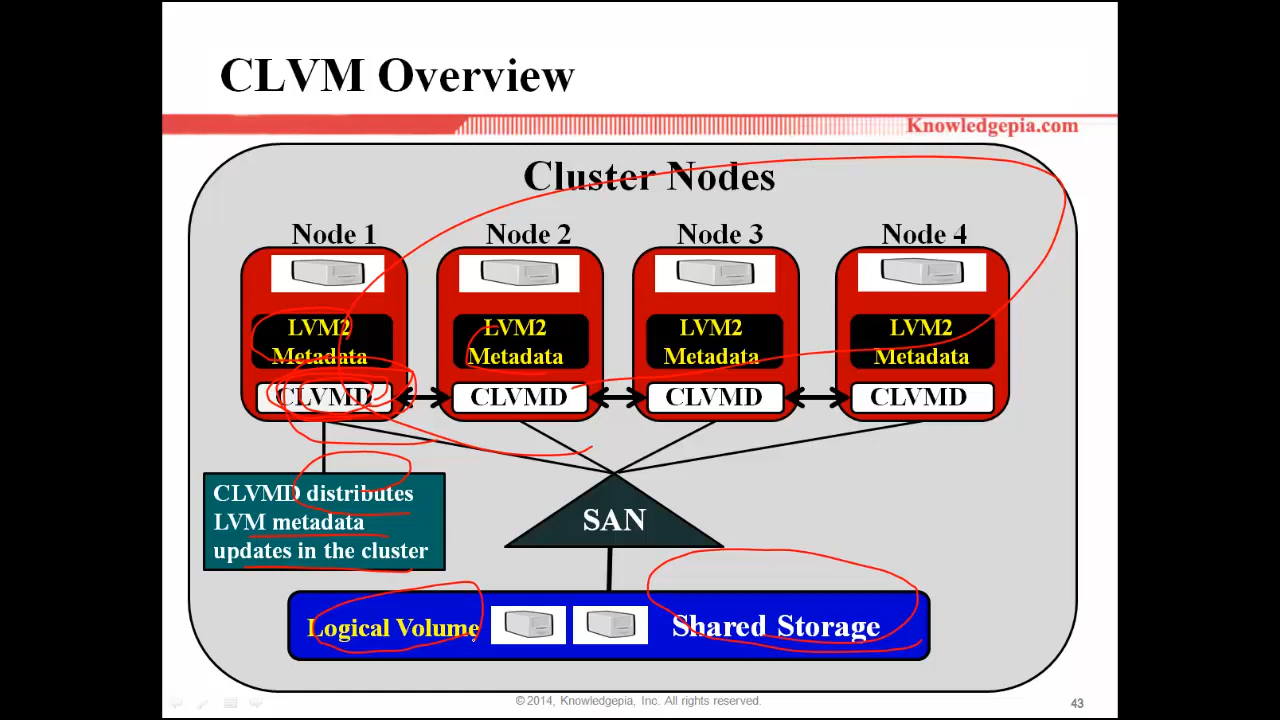 CLVM Overview
Knowledgepia.com
Cluster Nodes
Node 1
Node 2
Node 3
Node 4
LVM2
Metadata
CLVMD
LVM2
Metadata
CLVMD
LVM2
Metadata
CLVMD
LVM2
Metadata
CLVMD
CLVMD distributes
LVM metadata
updates in the cluster
SAN
Logical Volume
Shared Storage
© 2014, Knowledgepia, Inc. All rights reserved.
43